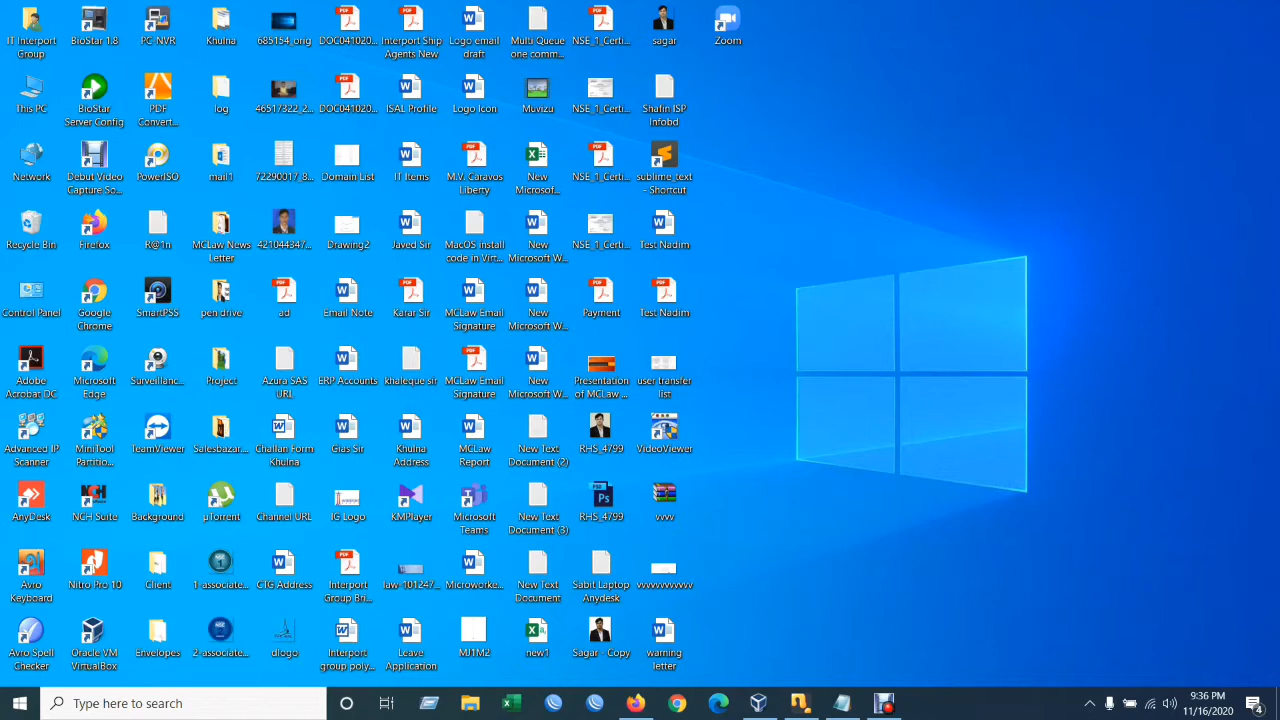 IT Interport
Group
BioStar 1.8
PC-NVR
Khulna
685154_orig
DOC041020...
Interport Ship
Agents New
Logo email
draft
Multi Queue
one comm...
NSE_1_Certi...
sagar
Zoom
This PC
BioStar
Server Config
PDF
Convert...
log
46517322_2...
DOC041020...
ISAL Profile
Logo Icon
Muvizu
NSE_1_Certi...
Shafin ISP
Infobd
Network
Debut Video
Capture So...
PowerISO
mail1
72290017_8...
Domain List
IT Items
M.V. Caravos
Liberty
New
Microsof...
NSE_1_Certi...
sublime_text
- Shortcut
Recycle Bin
Firefox
R@1n
MCLaw News
Letter
421044347...
Drawing2
Javed Sir
MacOS install
code in Virt...
New
Microsoft W...
NSE_1_Certi...
Test Nadim
Control Panel
Google
Chrome
SmartPSS
pen drive
ad
Email Note
Karar Sir
MCLaw Email
Signature
New
Microsoft W...
Payment
Test Nadim
Adobe
Acrobat DC
Microsoft
Edge
Surveillanc...
Project
Azura SAS
URL
ERP Accounts
khaleque sir
MCLaw Email
Signature
New
Microsoft W...
Presentation
of MCLaw ...
user transfer
list
Advanced IP
Scanner
MiniTool
Partitio...
TeamViewer
Salesbazar...
Challan Form
Khulna
Glas Sir
Khulna
Address
MCLaw
Report
New Text
Document (2)
RHS_4799
VideoViewer
AnyDesk
NCH Suite
Background
µTorrent
Channel URL
IG Logo
KMPlayer
Microsoft
Teams
New Text
Document (3)
RHS_4799
vvvv
Avro
Keyboard
Nitro Pro 10
Client
1-associate...
CTG Address
Interport
Group Bri...
law-101247...
Microworke...
New Text
Document
Sabit Laptop
Anydesk
vvvvvvvvvvv
Avro Spell
Checker
Oracle VM
VirtualBox
Envelopes
2-associate...
dlogo
Interport
group poly...
Leave
Application
MJ1M2
new1
Sagar - Copy
warning
letter
Type here to search
9:36 PM
11/16/2020
4